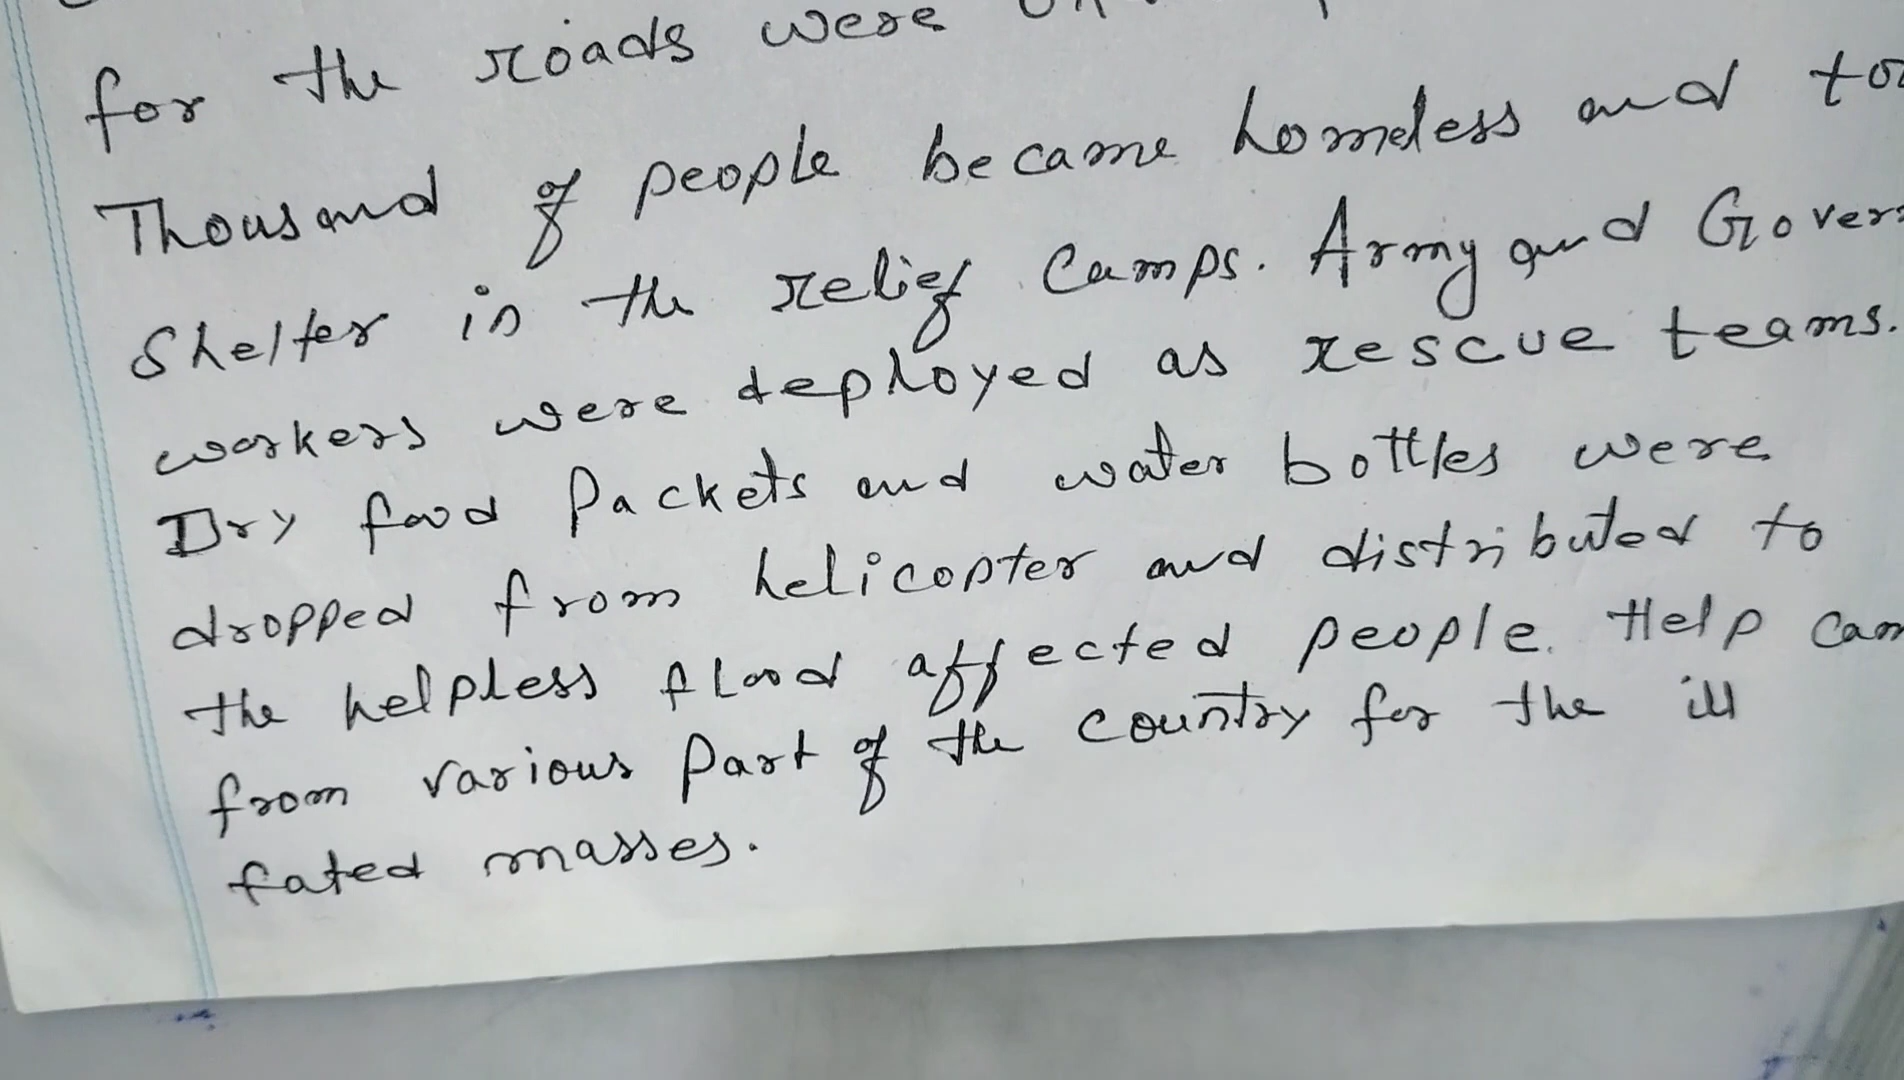 for the roads were
Thousand of people became homeless and
Shelter in the relief Camps. Army and
workers were deployed as rescue teams.
Dry food Packets and water bottles were
dropped from helicopter and distributed to
the helpless flood affected people. Help
from various Part of the country for the ill
fated masses.